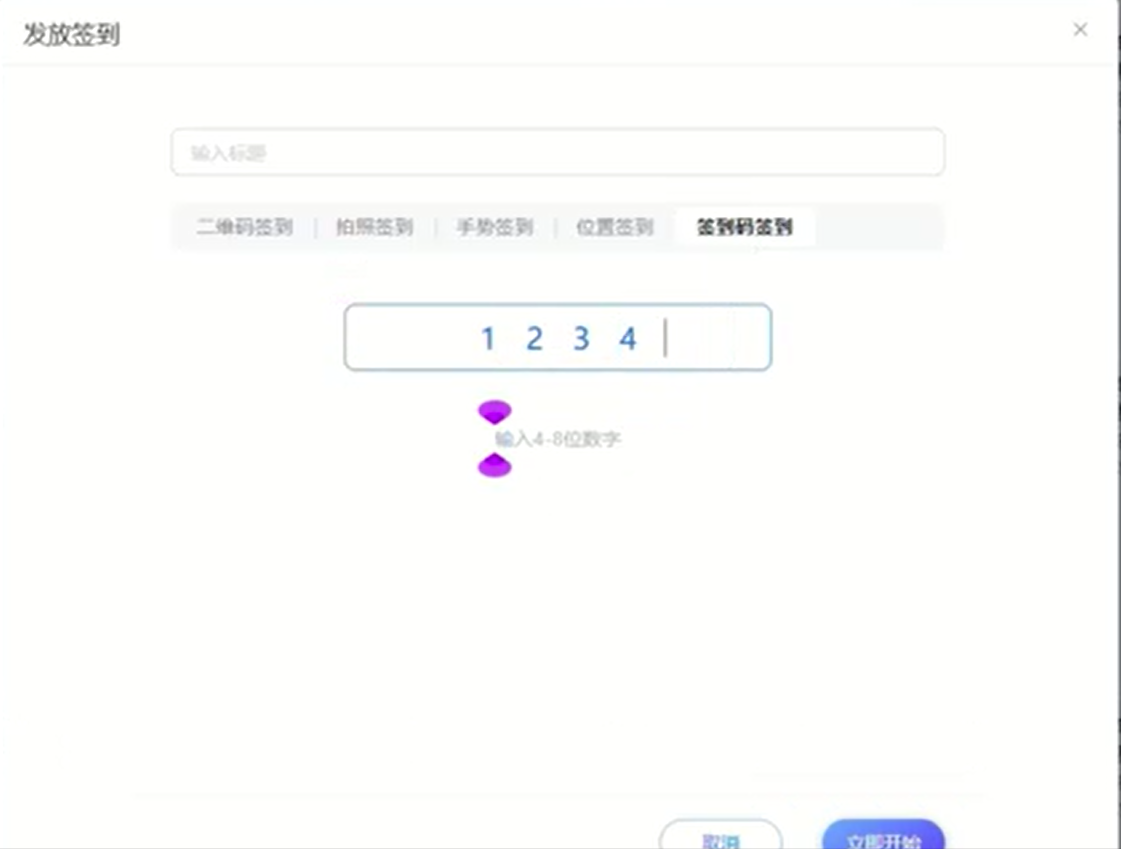 发放签到
输入标题
二维码签到 | 拍照签到 | 手势签到 | 位置签到 签到码签到
1 2 3 4
输入4-8位数字
取消 立即开始